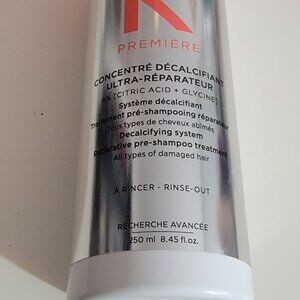 K
PREMIÈRE
CONCENTRÉ DÉCALCIFIANT
ULTRA-RÉPARATEUR
[CITRIC ACID + GLYCINE]
Système décalcifiant
Traitement pré-shampooing réparateur
Tous types de cheveux abîmés
Decalcifying system
Reparative pre-shampoo treatment
All types of damaged hair
À RINCER - RINSE-OUT
RECHERCHE AVANCÉE
250 ml 8.45 fl.oz.